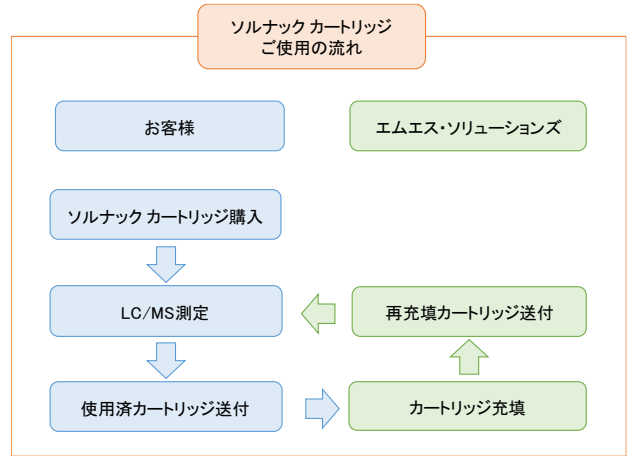 ソルナック カートリッジ
ご使用の流れ
お客様
エムエス・ソリューションズ
ソルナック カートリッジ購入
LC/MS測定
再充填カートリッジ送付
使用済カートリッジ送付
カートリッジ充填